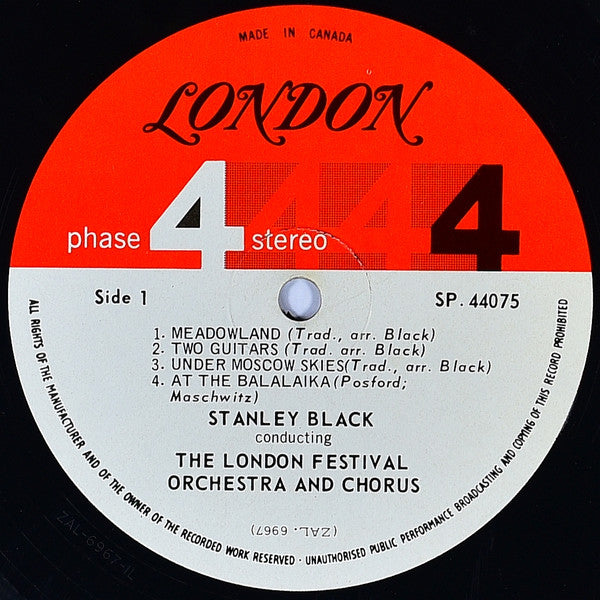 MADE IN CANADA
LONDON
phase 4 stereo 4 4 4
Side 1
SP. 44075
1. MEADOWLAND (Trad., arr. Black)
2. TWO GUITARS (Trad. arr. Black)
3. UNDER MOSCOW SKIES(Trad., arr. Black)
4. AT THE BALALAIKA(Posford;
Maschwitz)
STANLEY BLACK
conducting
THE LONDON FESTIVAL
ORCHESTRA AND CHORUS
(ZAL. 6967)
ALL RIGHTS OF THE MANUFACTURER AND OF THE OWNER OF THE RECORDED WORK RESERVED · UNAUTHORISED PUBLIC PERFORMANCE BROADCASTING AND COPYING OF THIS RECORD PROHIBITED
ZAL-6967-1L